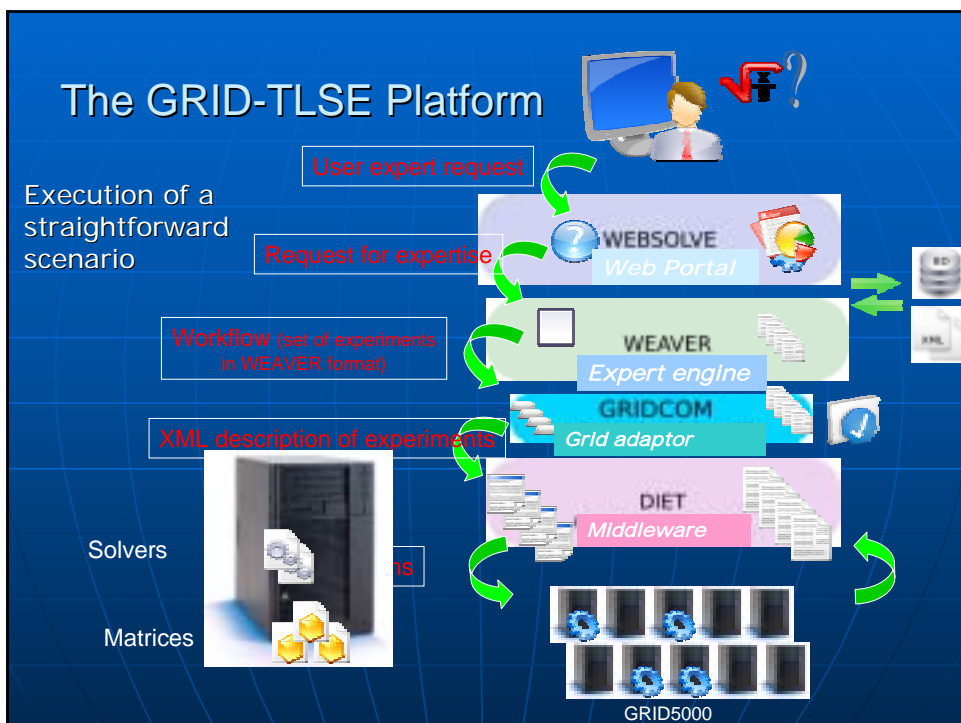 The GRID-TLSE Platform
User expert request
Execution of a
straightforward
scenario
Request for expertise
WEBSOLVE
Web Portal
BD
XML
Workflow (set of experiments
in WEAVER format)
WEAVER
Expert engine
GRIDCOM
Grid adaptor
XML description of experiments
DIET
Middleware
Solvers
Matrices
GRID5000